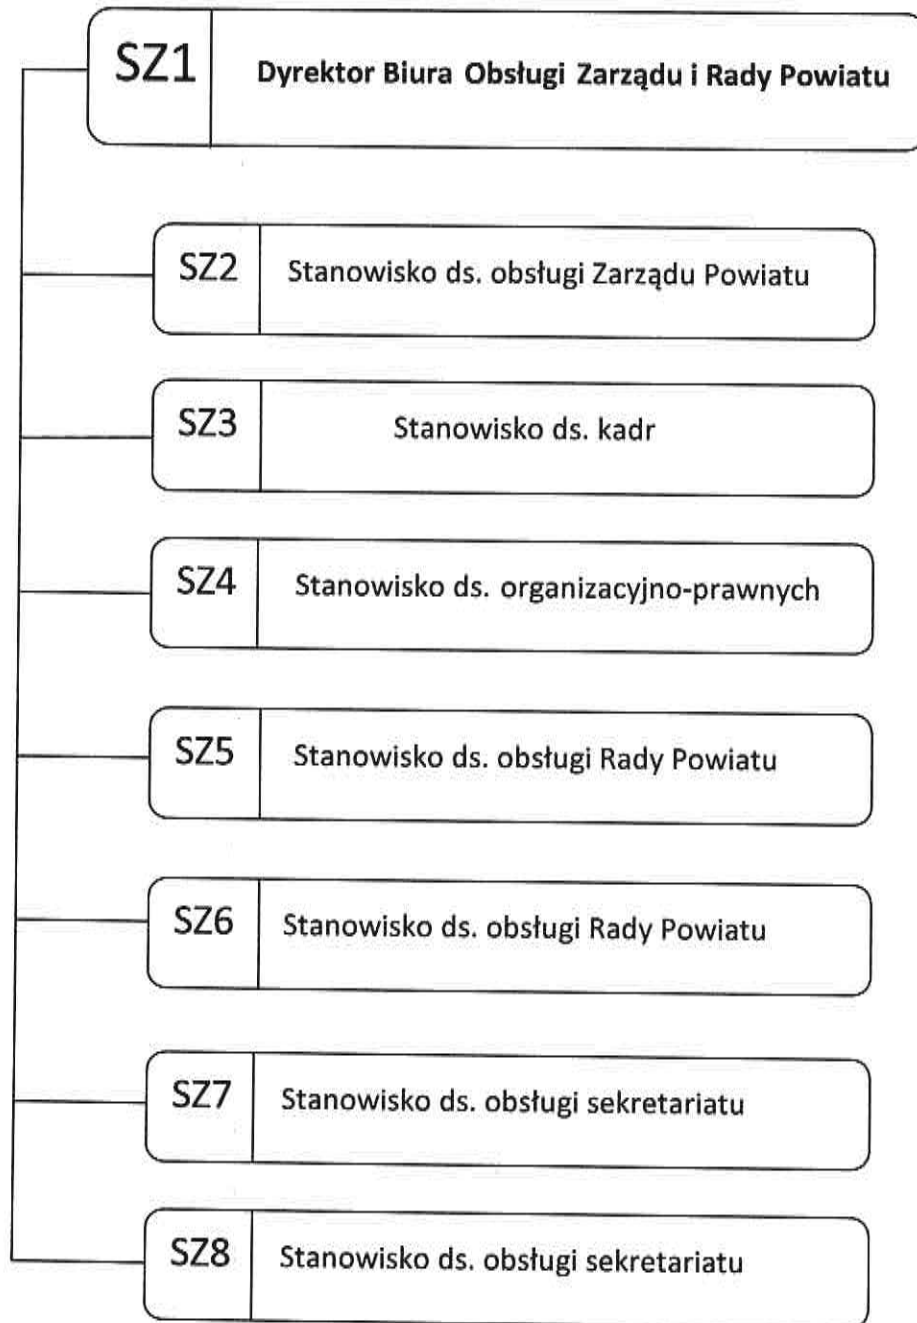 SZ1 Dyrektor Biura Obsługi Zarządu i Rady Powiatu
SZ2 Stanowisko ds. obsługi Zarządu Powiatu
SZ3 Stanowisko ds. kadr
SZ4 Stanowisko ds. organizacyjno-prawnych
SZ5 Stanowisko ds. obsługi Rady Powiatu
SZ6 Stanowisko ds. obsługi Rady Powiatu
SZ7 Stanowisko ds. obsługi sekretariatu
SZ8 Stanowisko ds. obsługi sekretariatu